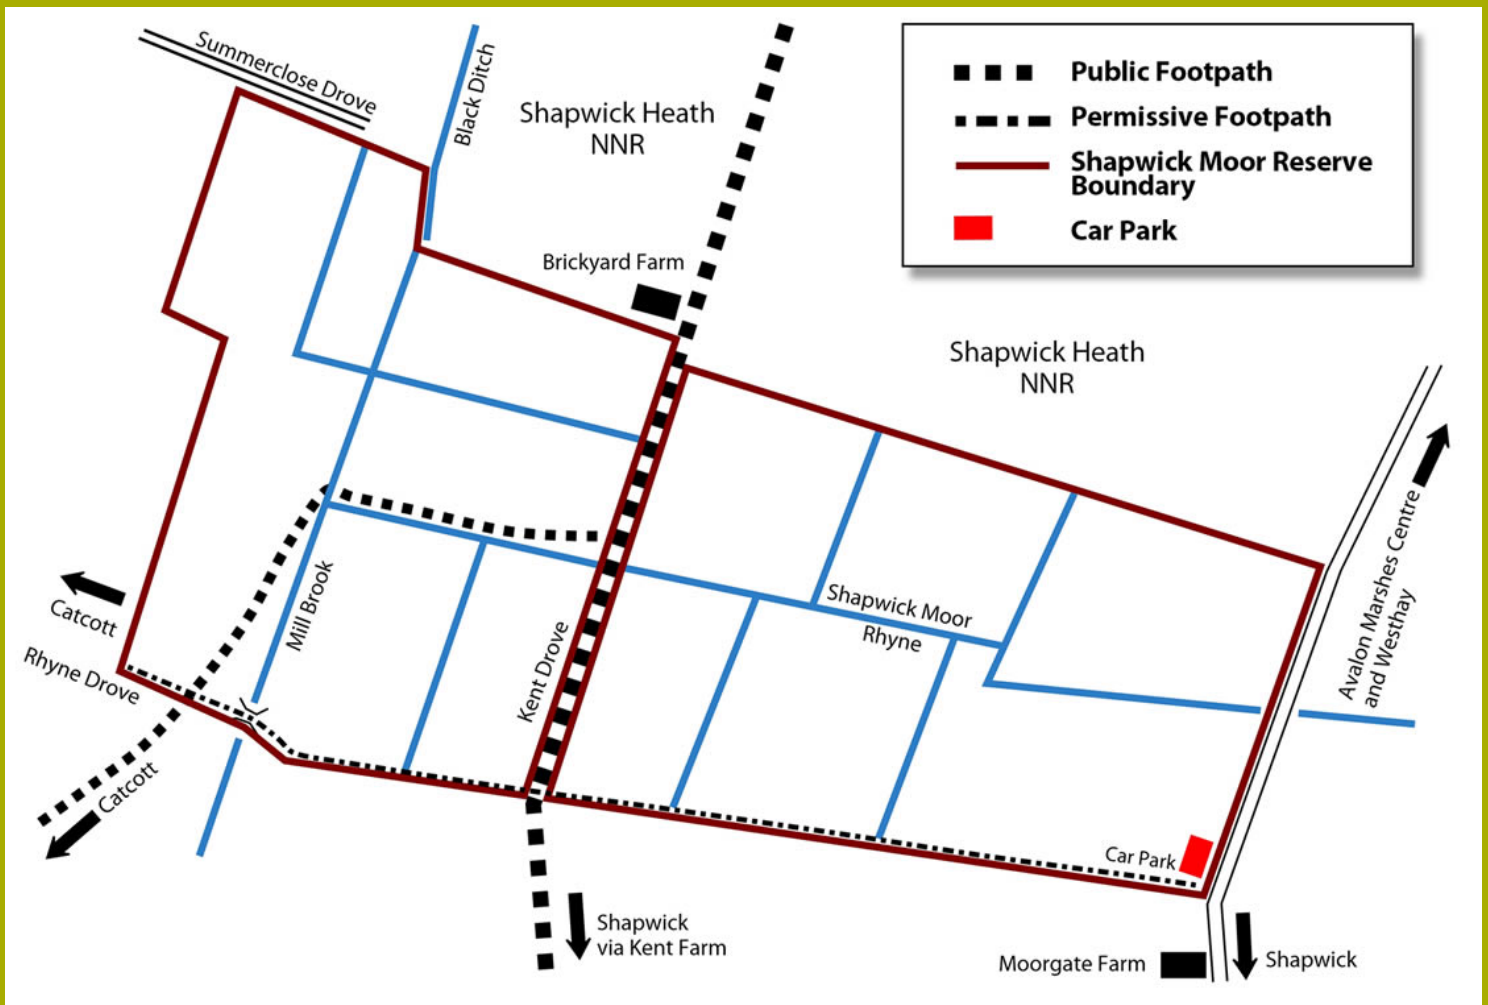 Summerclose Drove
Black Ditch
Shapwick Heath
NNR
Public Footpath
Permissive Footpath
Shapwick Moor Reserve
Boundary
Car Park
Brickyard Farm
Shapwick Heath
NNR
Avalon Marshes Centre
and Westhay
Catcott
Rhyne Drove
Mill Brook
Kent Drove
Shapwick Moor
Rhyne
Catcott
Car Park
Shapwick
via Kent Farm
Moorgate Farm
Shapwick